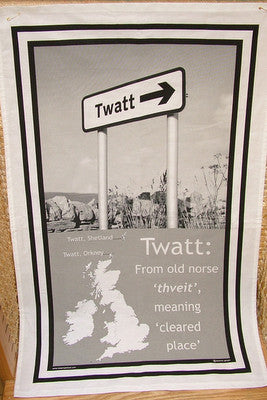 Twatt
Twatt, Shetland
Twatt, Orkney
Twatt:
From old norse
'thveit',
meaning
'cleared
place'